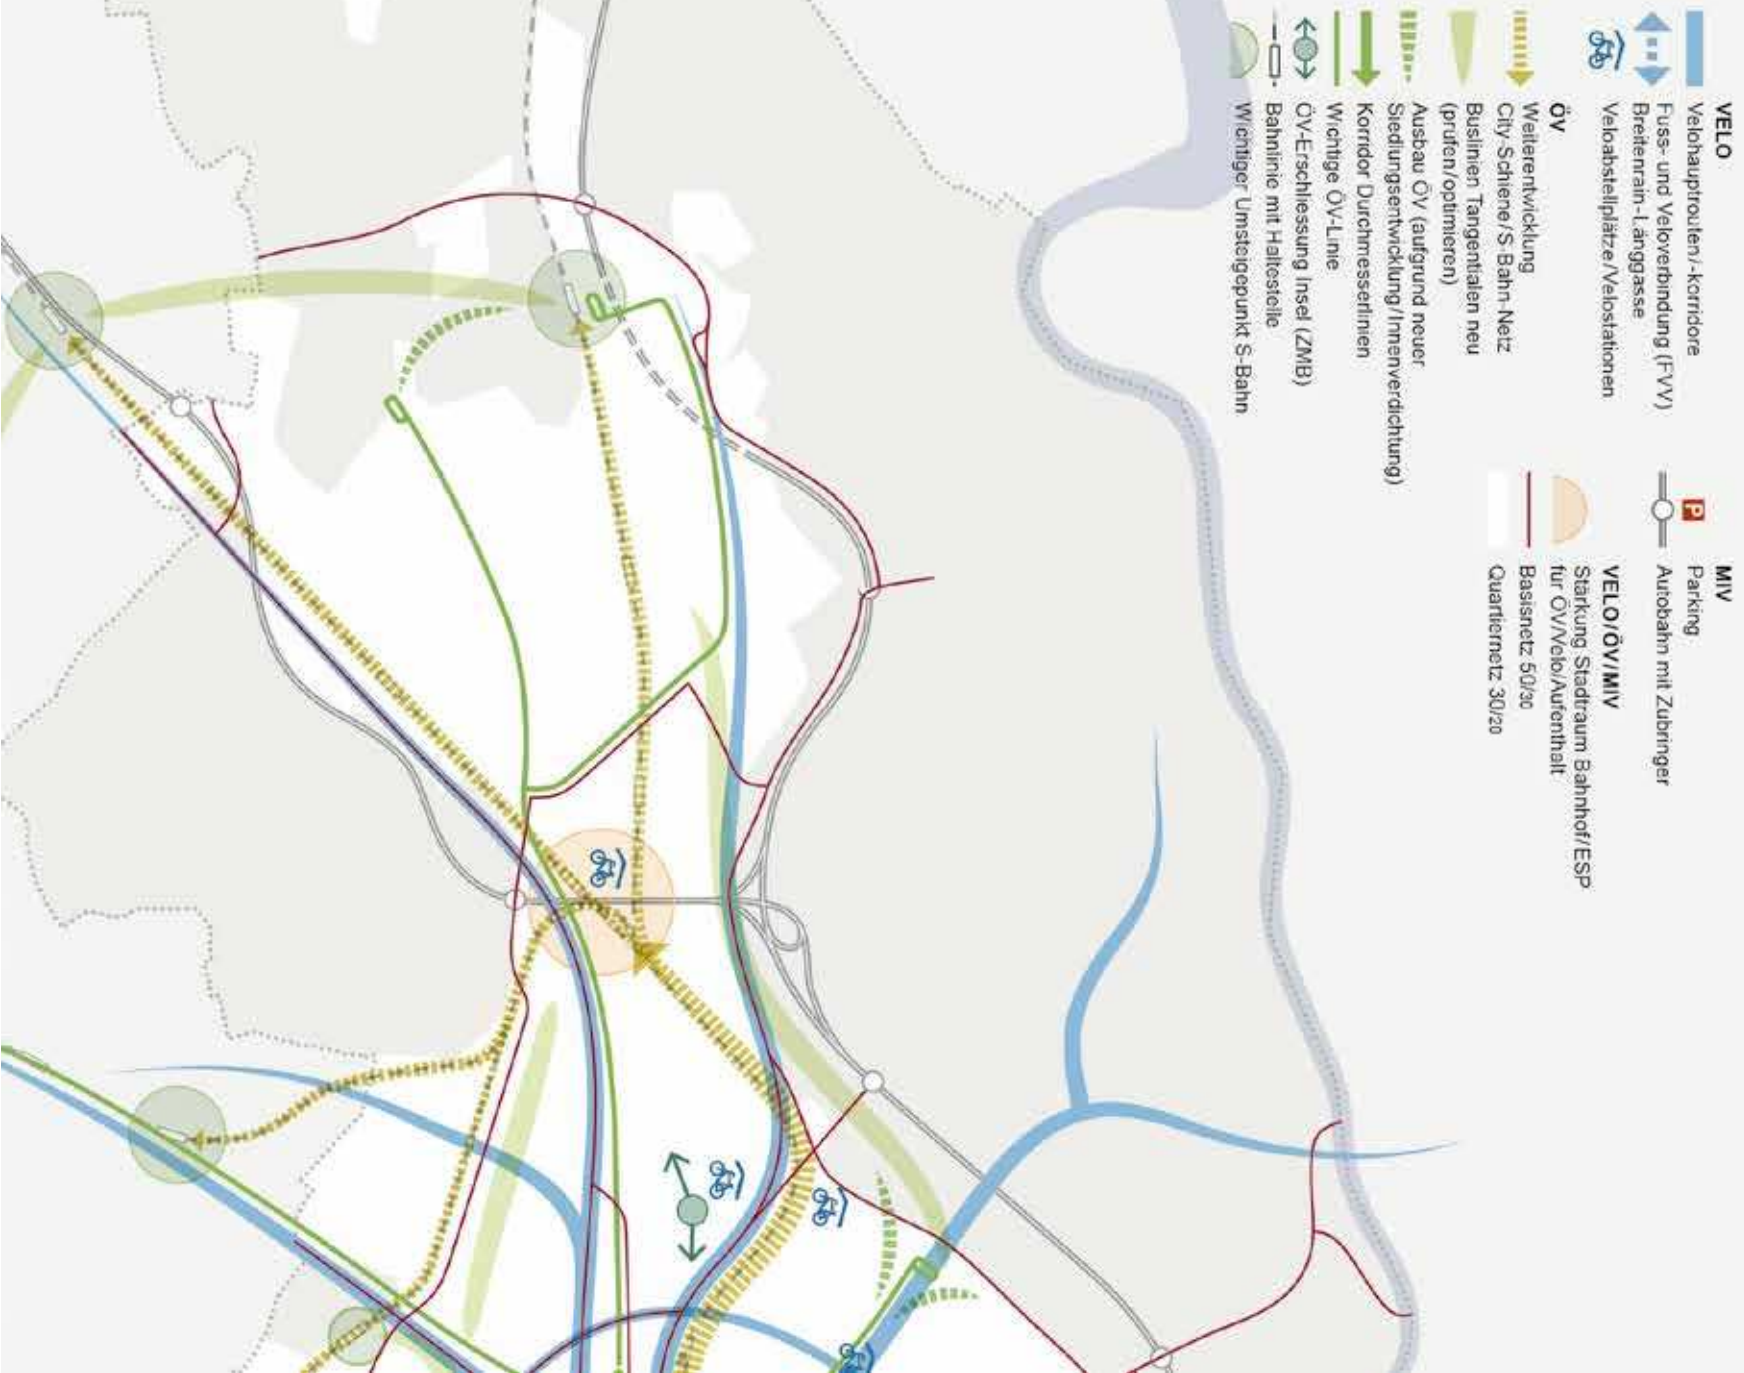 VELO
Velohauptrouten/-korridore
Fuss- und Veloverbindung (FVV)
Breitenrain-Länggasse
Veloabstellplätze/Velostationen
ÖV
Weiterentwicklung
City-Schiene/S-Bahn-Netz
Buslinien Tangentialen neu
(prüfen/optimieren)
Ausbau ÖV (aufgrund neuer
Siedlungsentwicklung/Innenverdichtung)
Korridor Durchmesserlinien
Wichtige ÖV-Linie
ÖV-Erschliessung Insel (ZMB)
Bahnlinie mit Haltestelle
Wichtiger Umsteigepunkt S-Bahn
MIV
P
Parking
Autobahn mit Zubringer
VELO/ÖV/MIV
Stärkung Stadtraum Bahnhof/ESP
für ÖV/Velo/Aufenthalt
Basisnetz 50/30
Quartiernetz 30/20